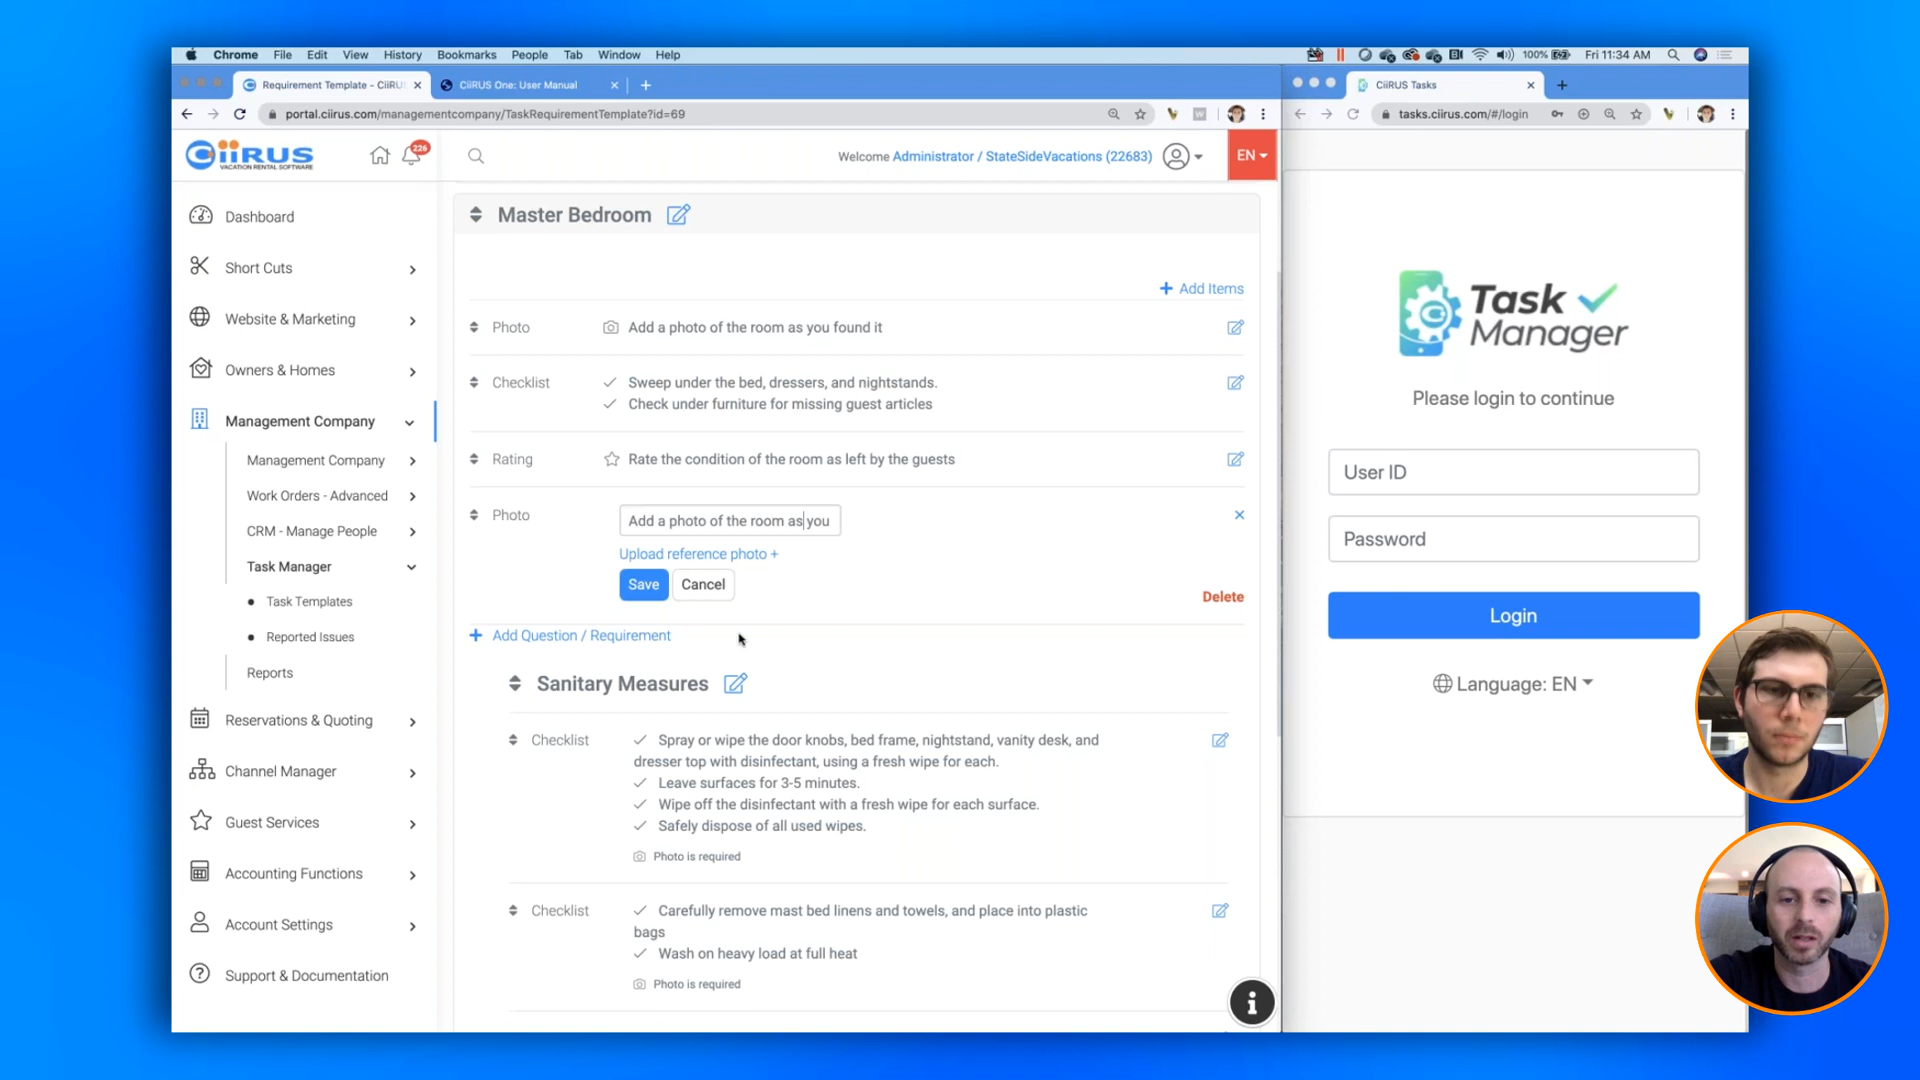 Chrome File Edit View History Bookmarks People Tab Window Help
100% Fri 11:34 AM
Requirement Template - CiiRUS
CiiRUS One: User Manual
CiiRUS Tasks
portal.ciirus.com/managementcompany/TaskRequirementTemplate?id=69
tasks.ciirus.com/#/login
CiiRUS
VACATION RENTAL SOFTWARE
226
Welcome Administrator / StateSideVacations (22683)
EN
Dashboard
Short Cuts
Website & Marketing
Owners & Homes
Management Company
Management Company
Work Orders - Advanced
CRM - Manage People
Task Manager
Task Templates
Reported Issues
Reports
Reservations & Quoting
Channel Manager
Guest Services
Accounting Functions
Account Settings
Support & Documentation
Master Bedroom
+ Add Items
Photo Add a photo of the room as you found it
Checklist Sweep under the bed, dressers, and nightstands.
Check under furniture for missing guest articles
Rating Rate the condition of the room as left by the guests
Photo Add a photo of the room as you
Upload reference photo +
Save Cancel
Delete
+ Add Question / Requirement
Sanitary Measures
Checklist Spray or wipe the door knobs, bed frame, nightstand, vanity desk, and
dresser top with disinfectant, using a fresh wipe for each.
Leave surfaces for 3-5 minutes.
Wipe off the disinfectant with a fresh wipe for each surface.
Safely dispose of all used wipes.
Photo is required
Checklist Carefully remove mast bed linens and towels, and place into plastic
bags
Wash on heavy load at full heat
Photo is required
Task
Manager
Please login to continue
User ID
Password
Login
Language: EN